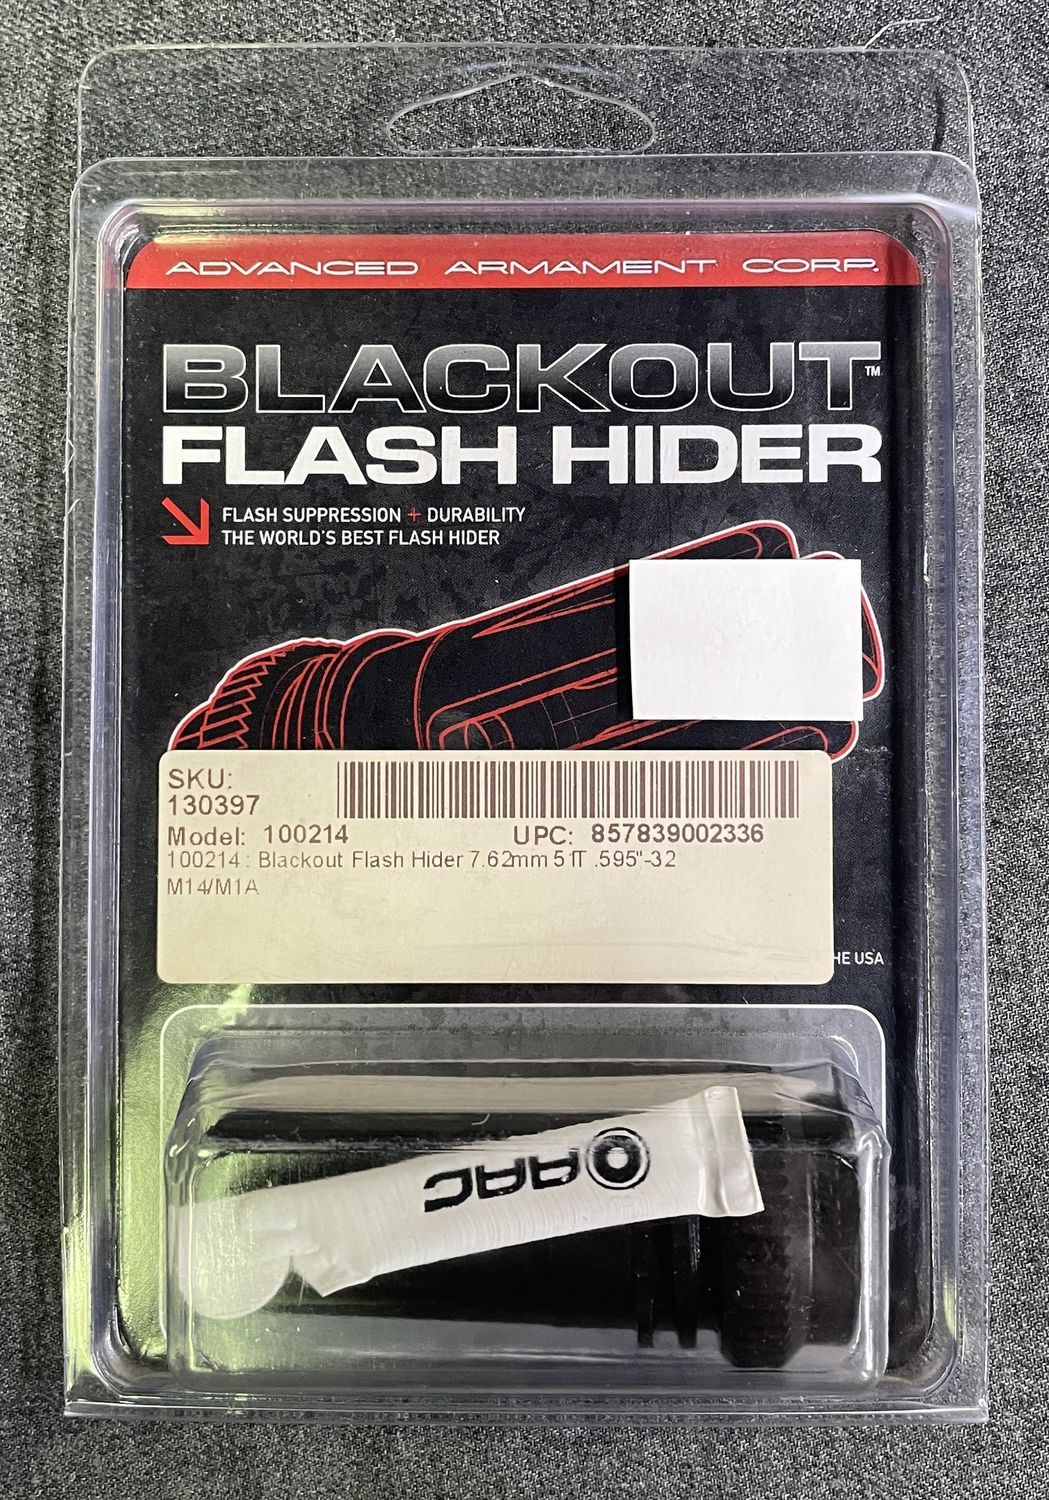 ADVANCED ARMAMENT CORP.
BLACKOUT™
FLASH HIDER
FLASH SUPPRESSION + DURABILITY
THE WORLD'S BEST FLASH HIDER
SKU:
130397
Model: 100214 UPC: 857839002336
100214 : Blackout Flash Hider 7.62mm 51T .595"-32
M14/M1A
HE USA
AAC